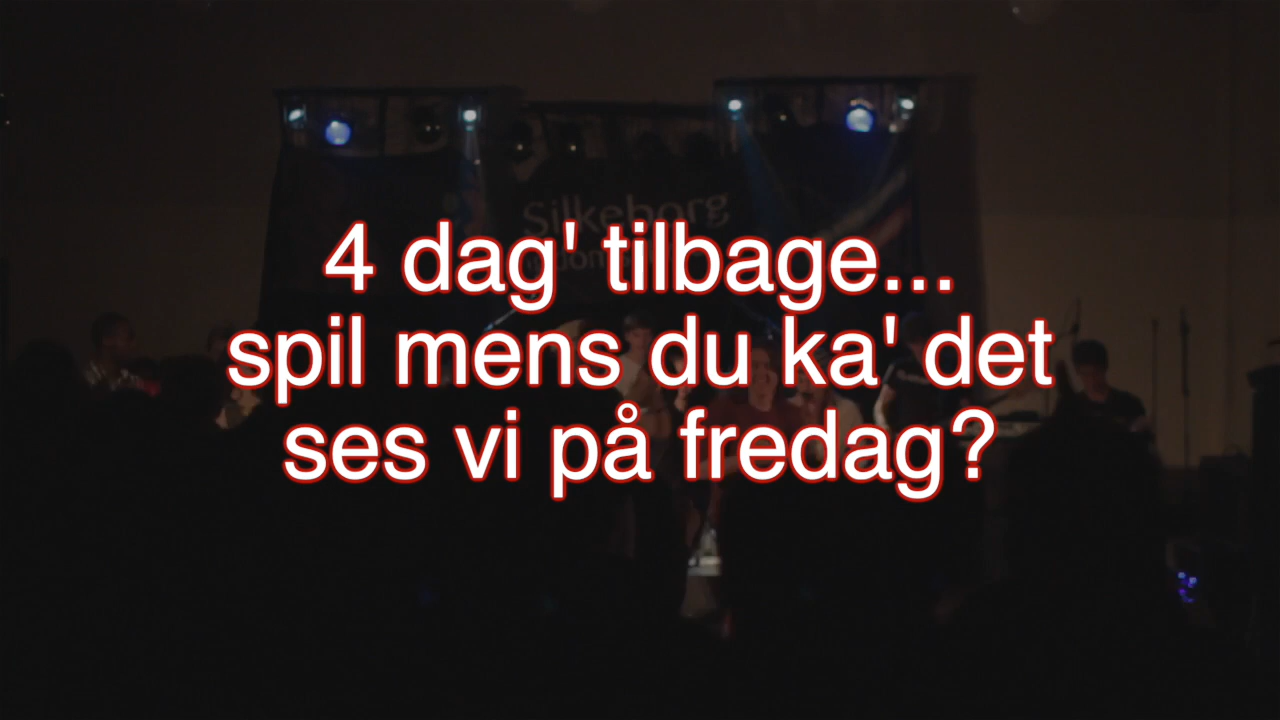 Silkeborg
4 dag' tilbage...
spil mens du ka' det
ses vi på fredag?